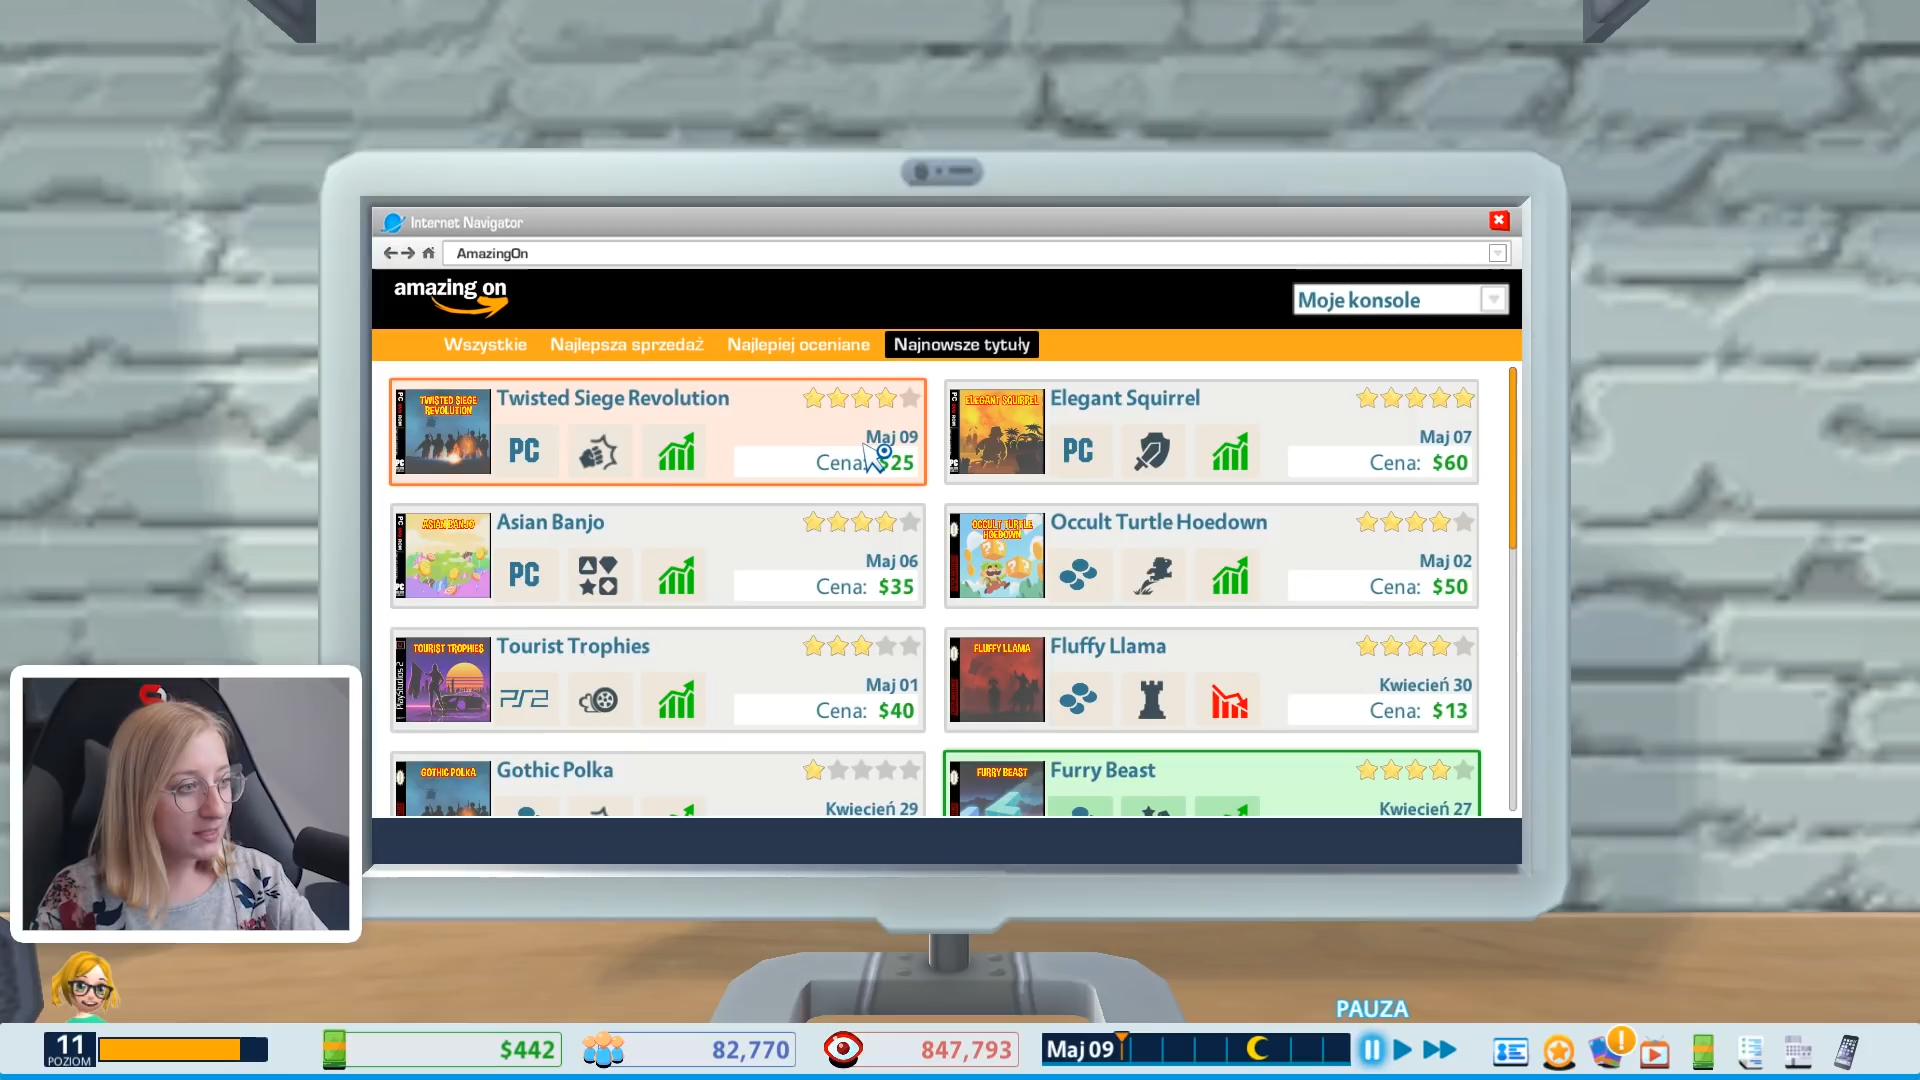 Internet Navigator
AmazingOn
amazing on
Moje konsole
Wszystkie Najlepsza sprzedaż Najlepiej oceniane Najnowsze tytuły
TWISTED SIEGE REVOLUTION
Twisted Siege Revolution
PC
Maj 09
Cena: $25
ELEGANT SQUIRREL
Elegant Squirrel
PC
Maj 07
Cena: $60
ASIAN BANJO
Asian Banjo
PC
Maj 06
Cena: $35
OCCULT TURTLE HOEDOWN
Occult Turtle Hoedown
Maj 02
Cena: $50
TOURIST TROPHIES
Tourist Trophies
PS2
Maj 01
Cena: $40
FLUFFY LLAMA
Fluffy Llama
Kwiecień 30
Cena: $13
GOTHIC POLKA
Gothic Polka
Kwiecień 29
FURRY BEAST
Furry Beast
Kwiecień 27
PAUZA
11
POZIOM
$442
82,770
847,793
Maj 09